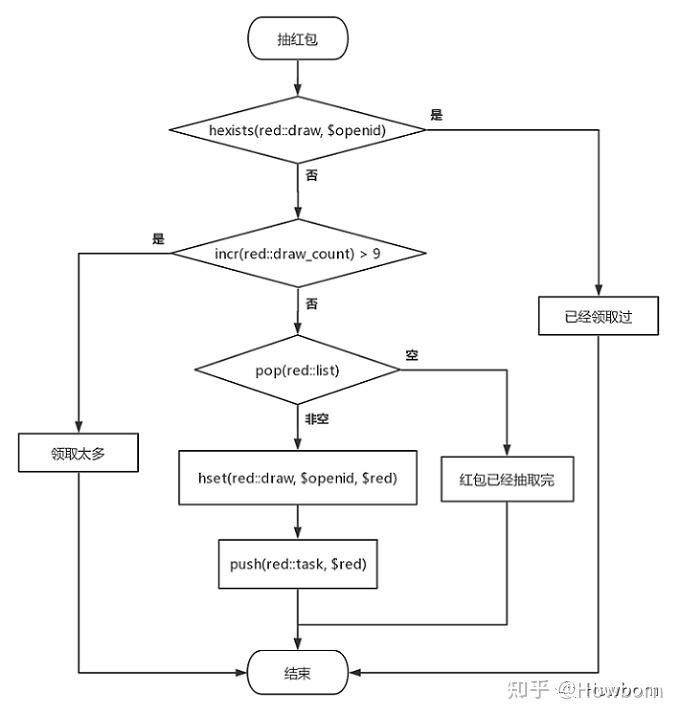 抽红包
hexists(red::draw, $openid)
是
否
是
incr(red::draw_count) > 9
否
已经领取过
pop(red::list)
空
非空
领取太多
hset(red::draw, $openid, $red)
红包已经抽取完
push(red::task, $red)
结束
知乎 @Howborn